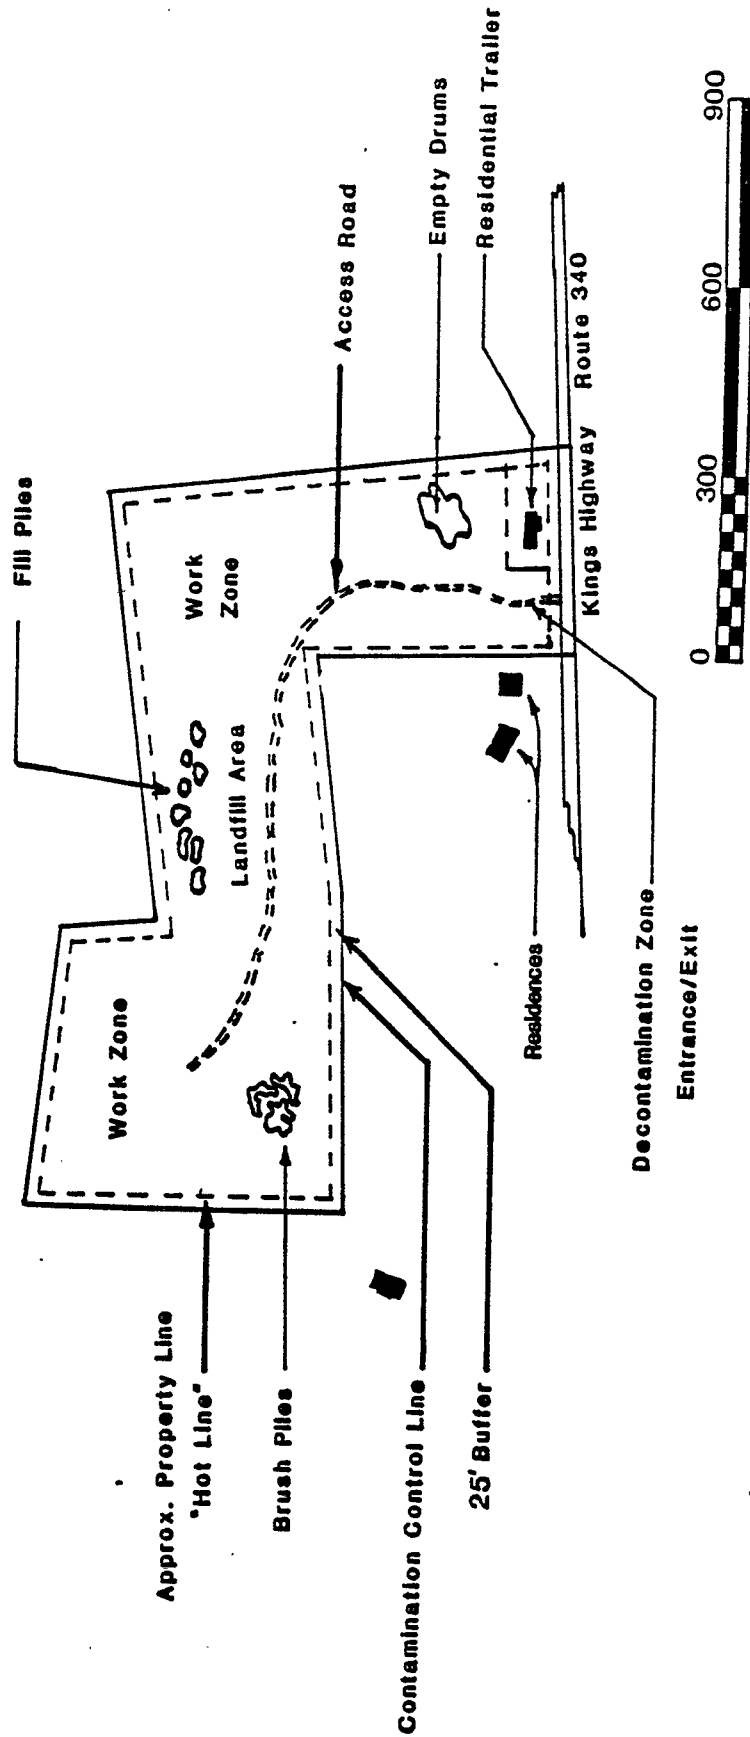 Fill Piles
Access Road
Empty Drums
Residential Trailer
Work
Zone
Landfill Area
Work Zone
Kings Highway Route 340
Approx. Property Line
"Hot Line"
Brush Piles
Contamination Control Line
25' Buffer
Residences
Decontamination Zone
Entrance/Exit
0 300 600 900